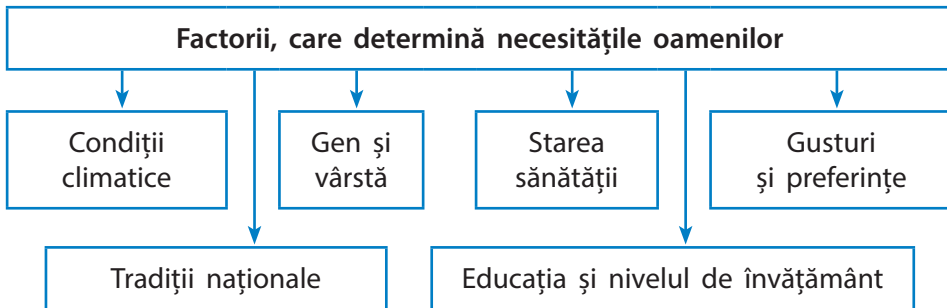 Factorii, care determină necesitățile oamenilor
Condiții
climatice
Gen și
vârstă
Starea
sănătății
Gusturi
și preferințe
Tradiții naționale
Educația și nivelul de învățământ